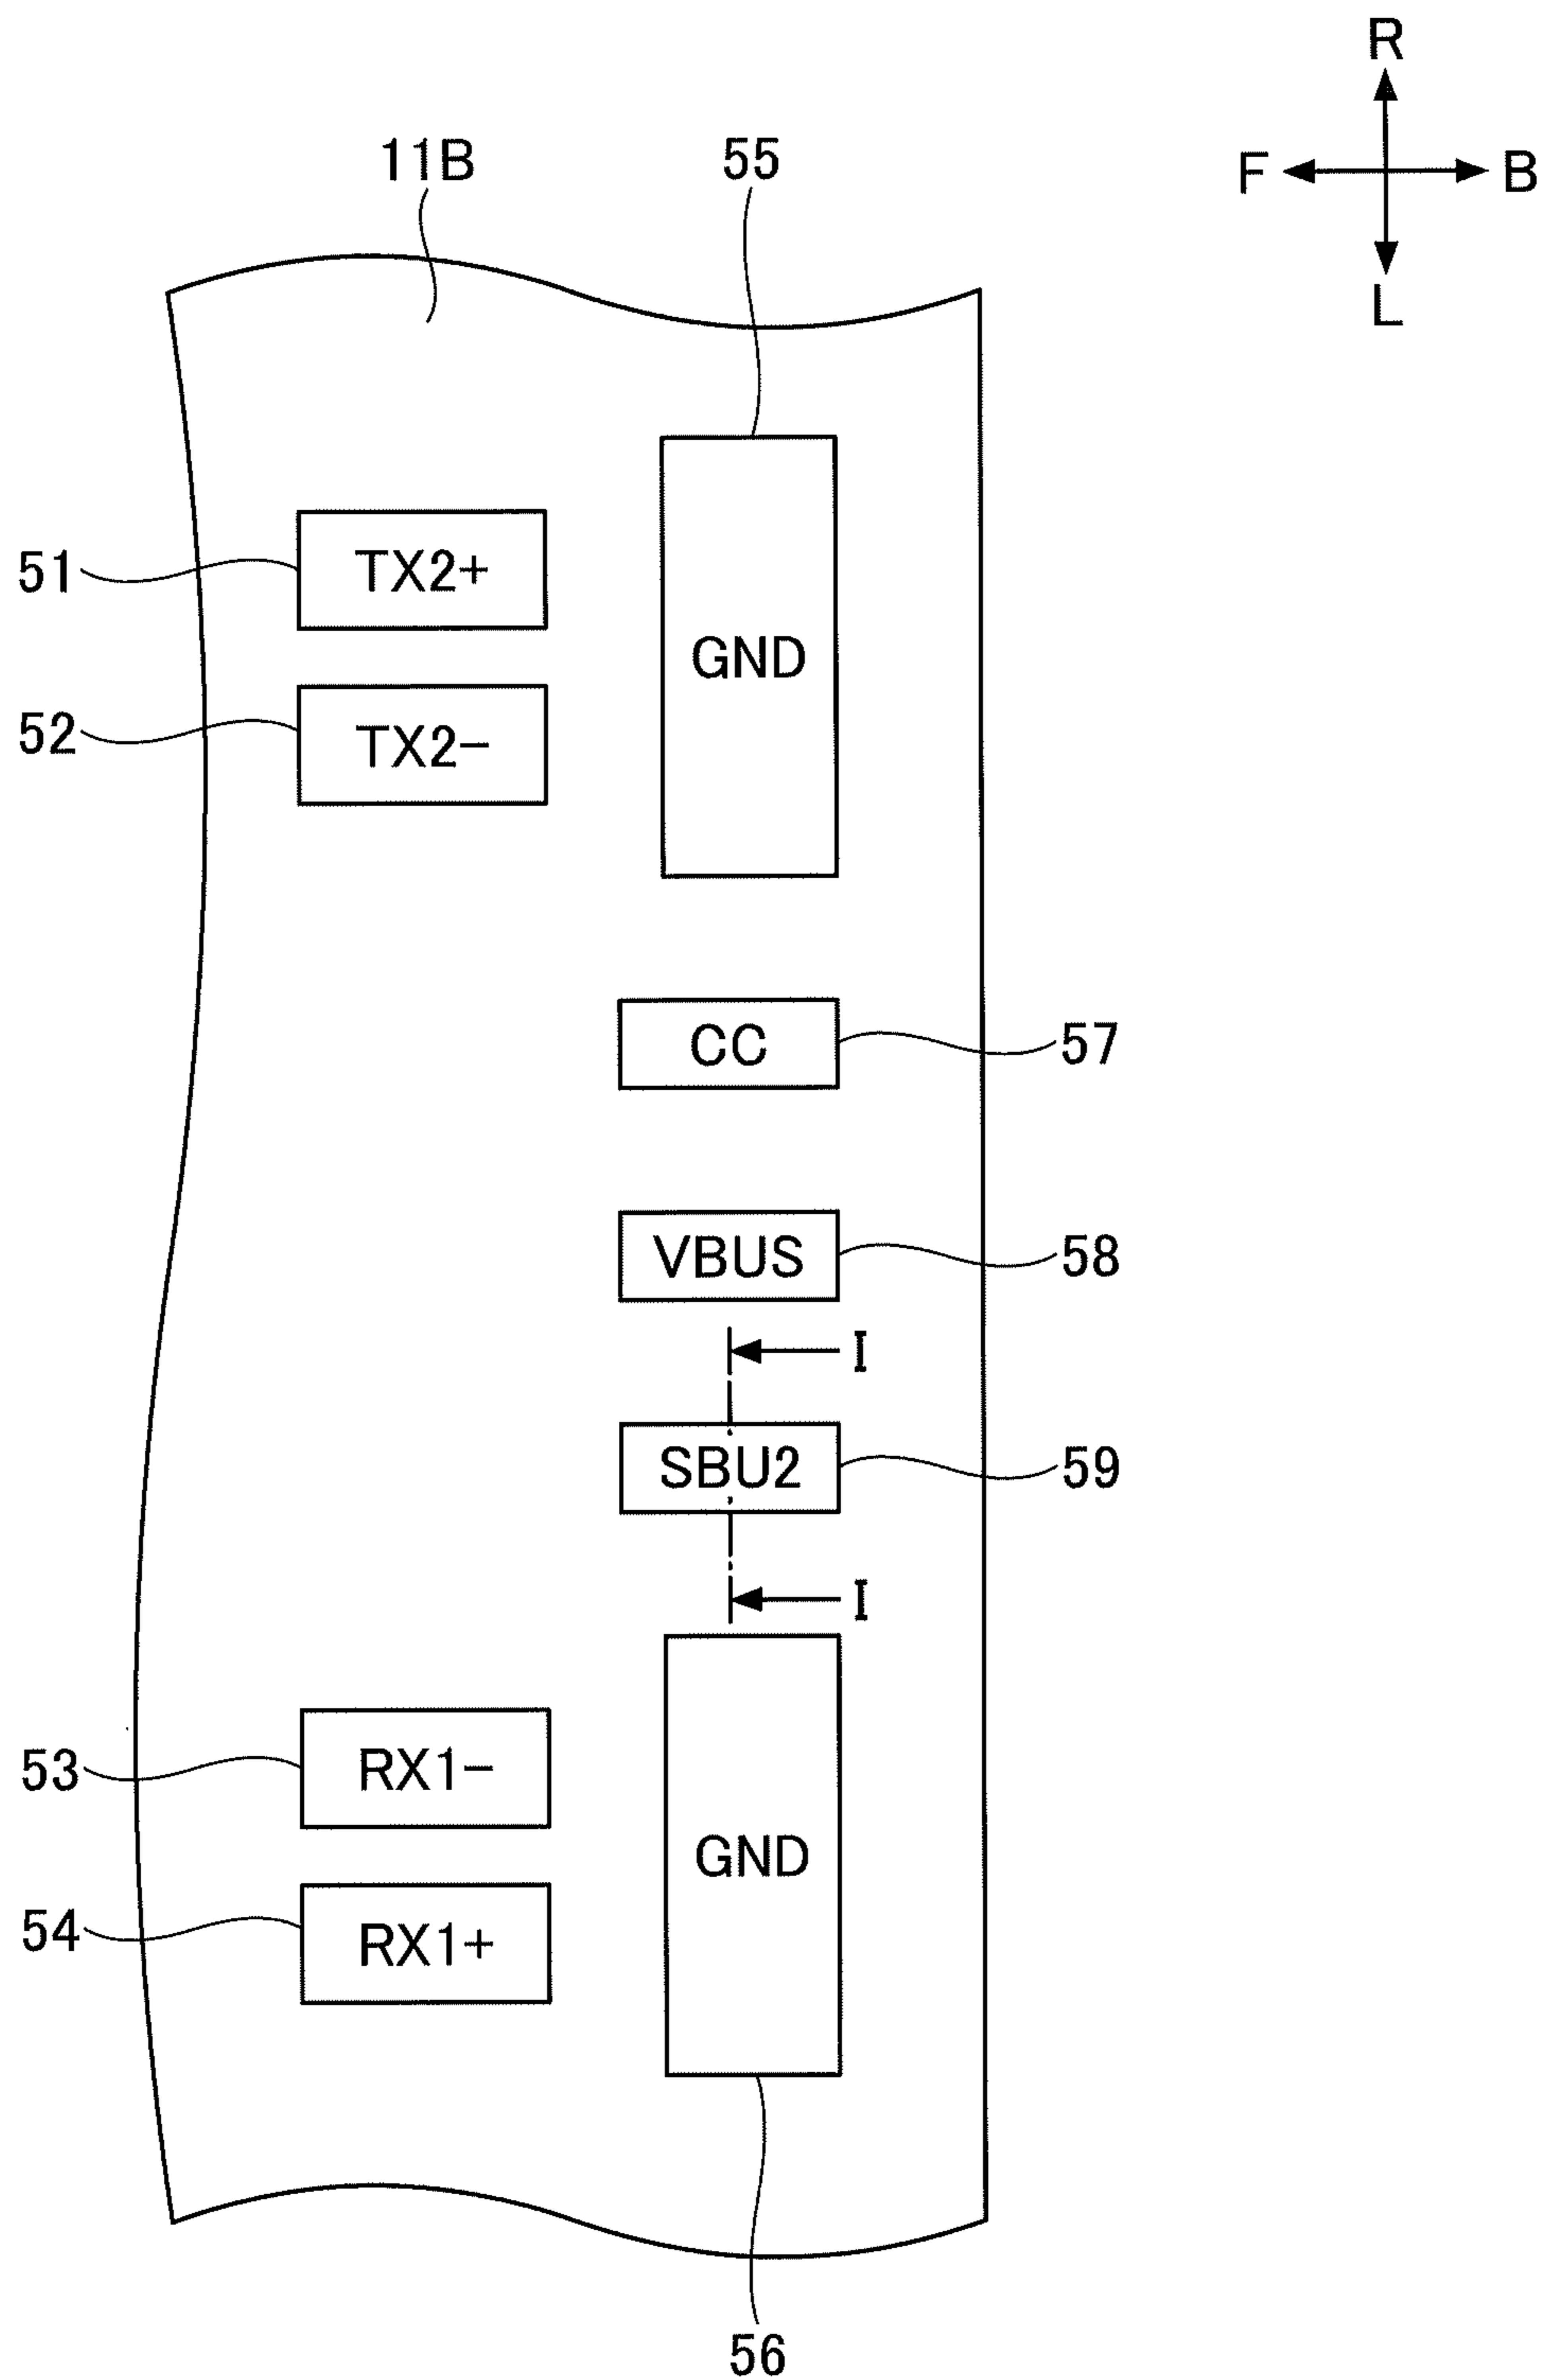 R
F B
L
11B 55
51 TX2+
GND
52 TX2-
CC 57
VBUS 58
I
SBU2 59
I
53 RX1-
GND
54 RX1+
56